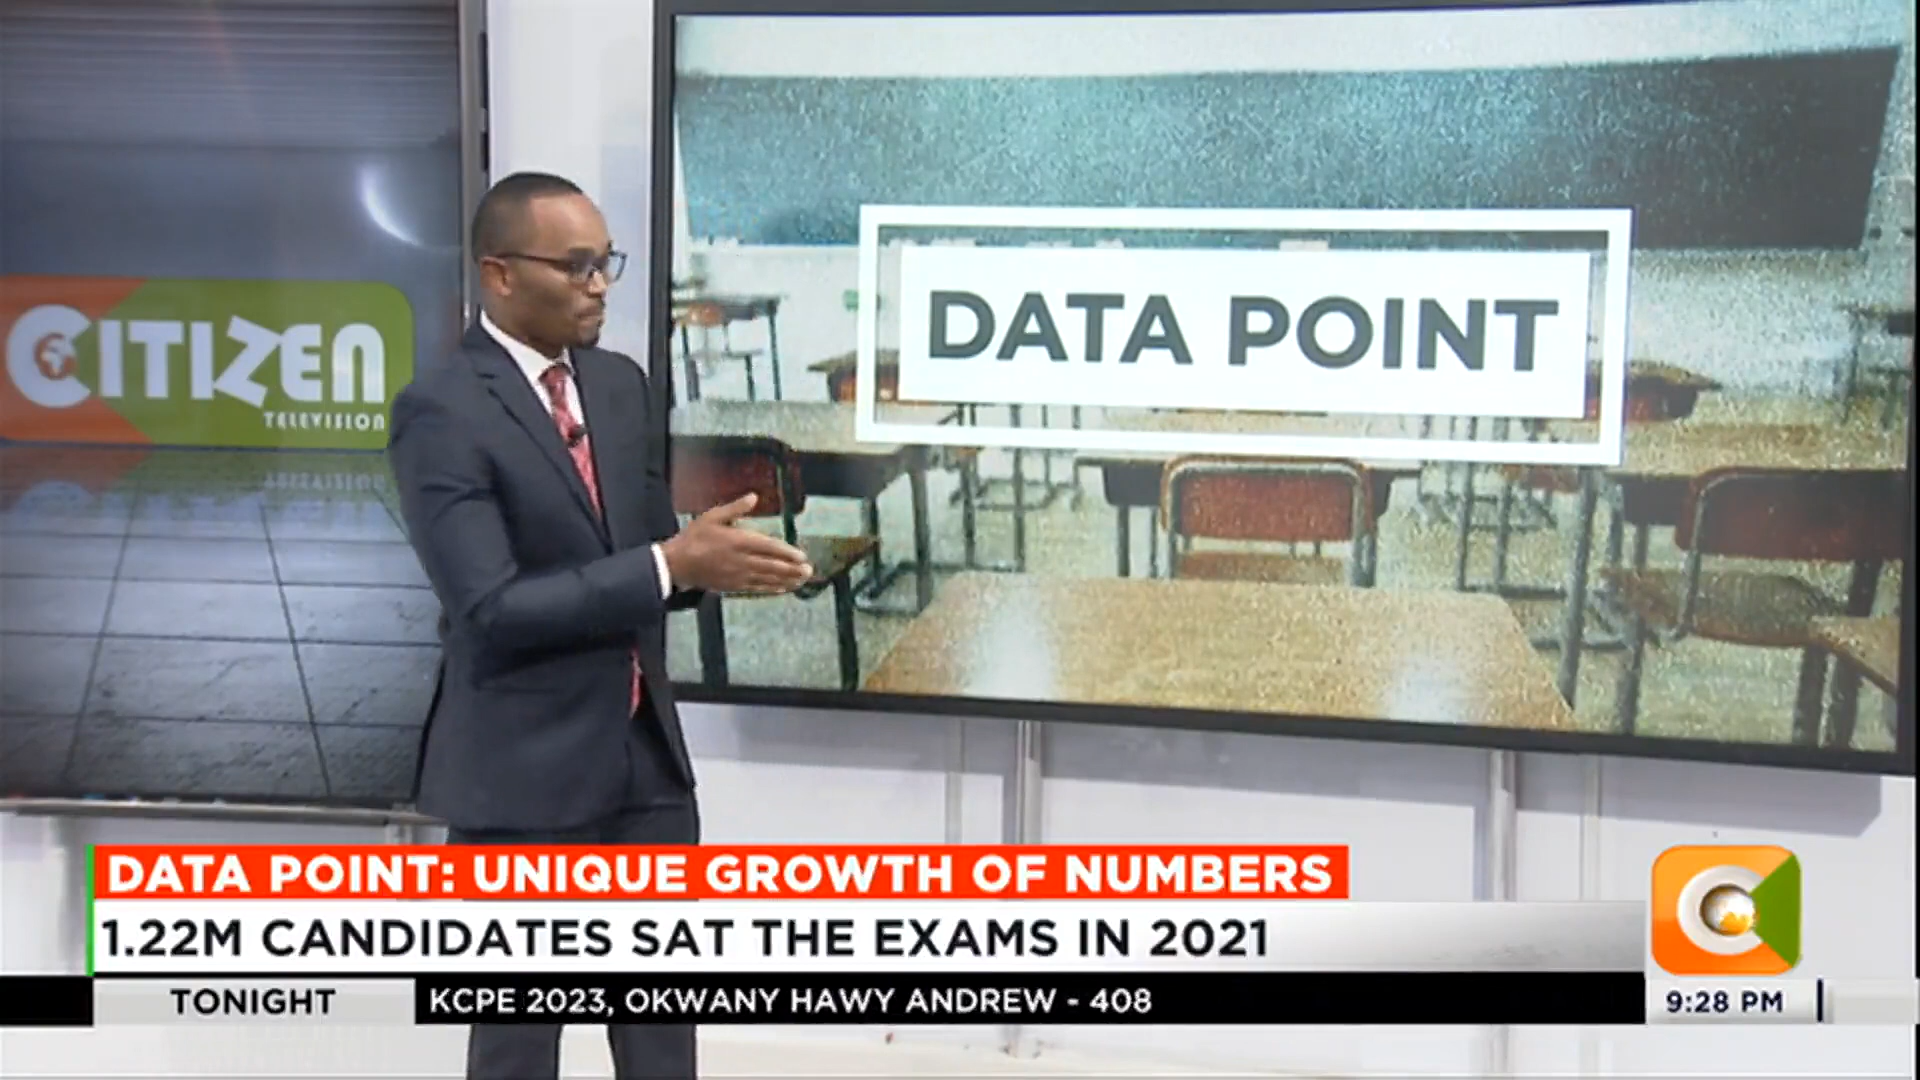 CITIZEN
TELEVISION
DATA POINT
DATA POINT: UNIQUE GROWTH OF NUMBERS
1.22M CANDIDATES SAT THE EXAMS IN 2021
TONIGHT
KCPE 2023, OKWANY HAWY ANDREW - 408
9:28 PM